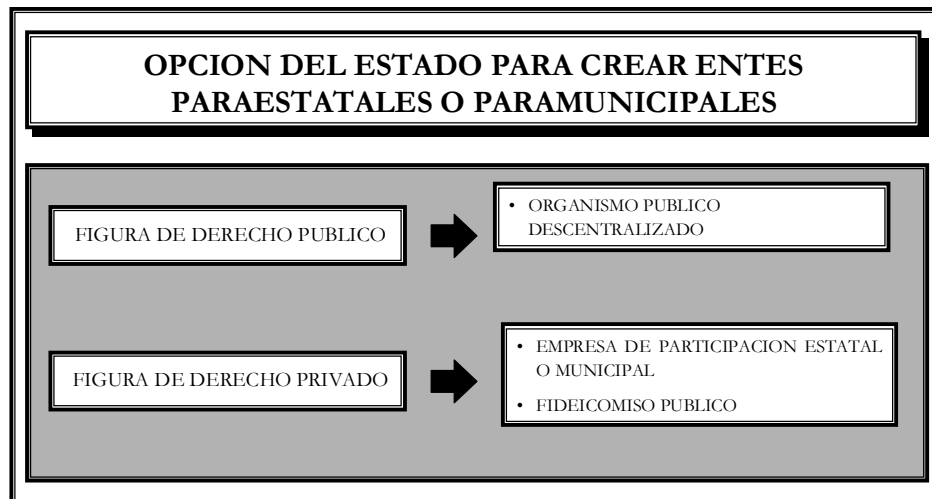 OPCION DEL ESTADO PARA CREAR ENTES
PARAESTATALES O PARAMUNICIPALES
FIGURA DE DERECHO PUBLICO
• ORGANISMO PUBLICO
DESCENTRALIZADO
FIGURA DE DERECHO PRIVADO
• EMPRESA DE PARTICIPACION ESTATAL
O MUNICIPAL
• FIDEICOMISO PUBLICO